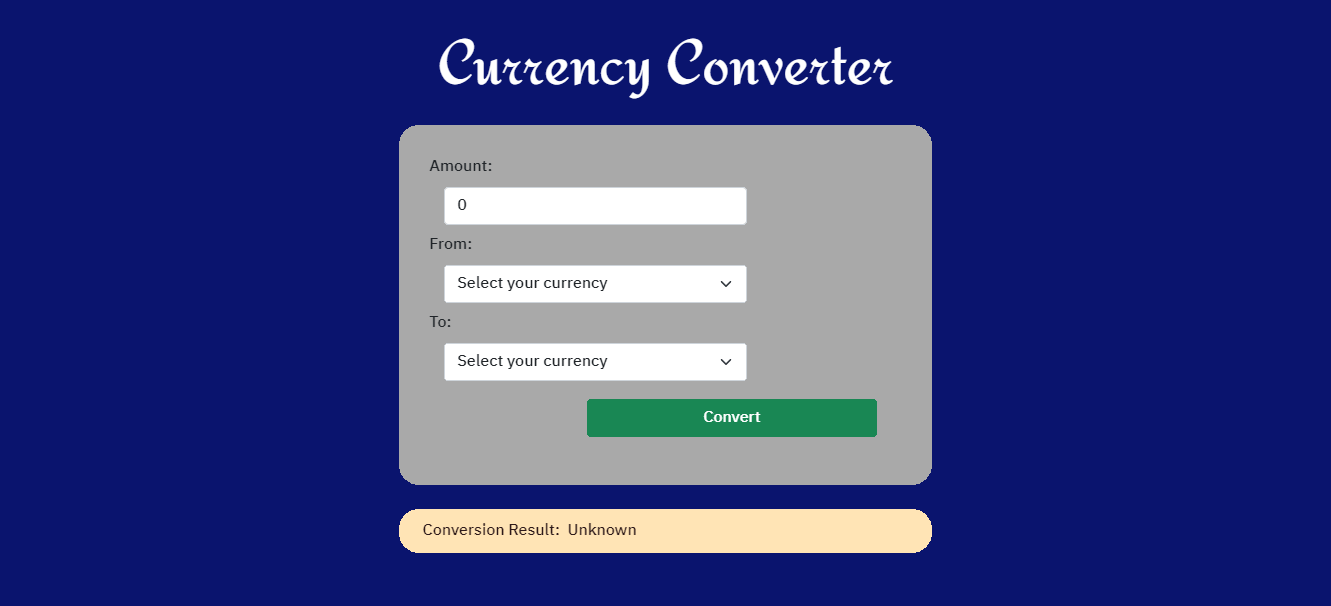 Currency Converter
Amount:
0
From:
Select your currency
To:
Select your currency
Convert
Conversion Result: Unknown